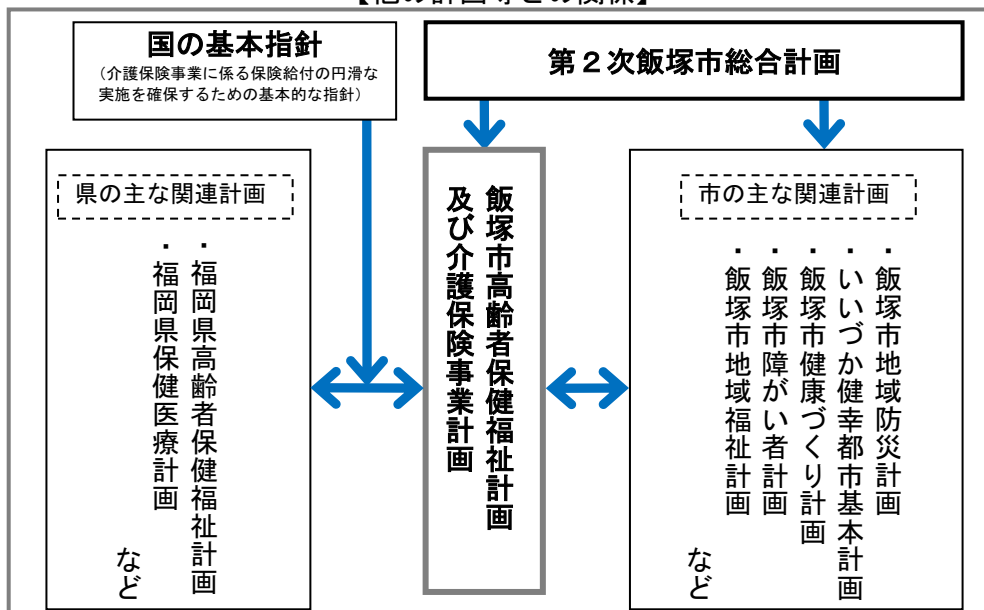 【他の計画等との関係】
国の基本指針
（介護保険事業に係る保険給付の円滑な
実施を確保するための基本的な指針）
第２次飯塚市総合計画
県の主な関連計画
・福岡県高齢者保健福祉計画
・福岡県保健医療計画
など
飯塚市高齢者保健福祉計画
及び介護保険事業計画
市の主な関連計画
・飯塚市地域防災計画
・いいづか健幸都市基本計画
・飯塚市健康づくり計画
・飯塚市障がい者計画
・飯塚市地域福祉計画
など